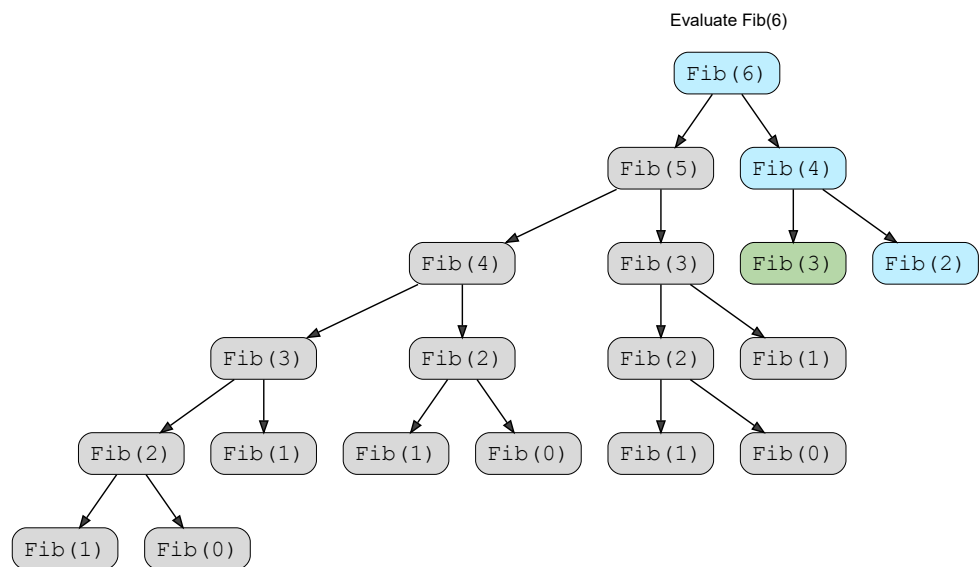 Evaluate Fib(6)
Fib(6)
Fib(5) Fib(4)
Fib(4) Fib(3) Fib(3) Fib(2)
Fib(3) Fib(2) Fib(2) Fib(1)
Fib(2) Fib(1) Fib(1) Fib(0) Fib(1) Fib(0)
Fib(1) Fib(0)